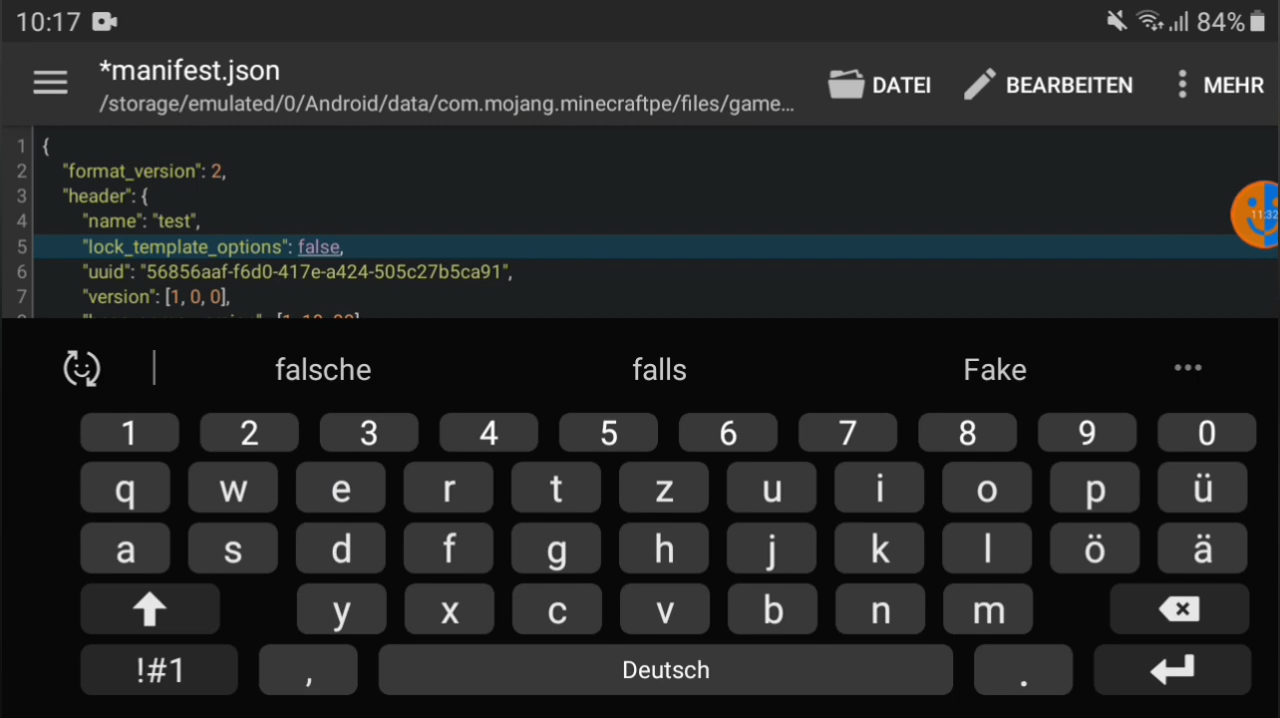 10:17 84%
*manifest.json
/storage/emulated/0/Android/data/com.mojang.minecraftpe/files/game...
DATEI BEARBEITEN MEHR
1 {
2 "format_version": 2,
3 "header": {
4 "name": "test",
5 "lock_template_options": false,
6 "uuid": "56856aaf-f6d0-417e-a424-505c27b5ca91",
7 "version": [1, 0, 0],
11:32
falsche falls Fake
1 2 3 4 5 6 7 8 9 0
q w e r t z u i o p ü
a s d f g h j k l ö ä
y x c v b n m
!#1 , Deutsch .